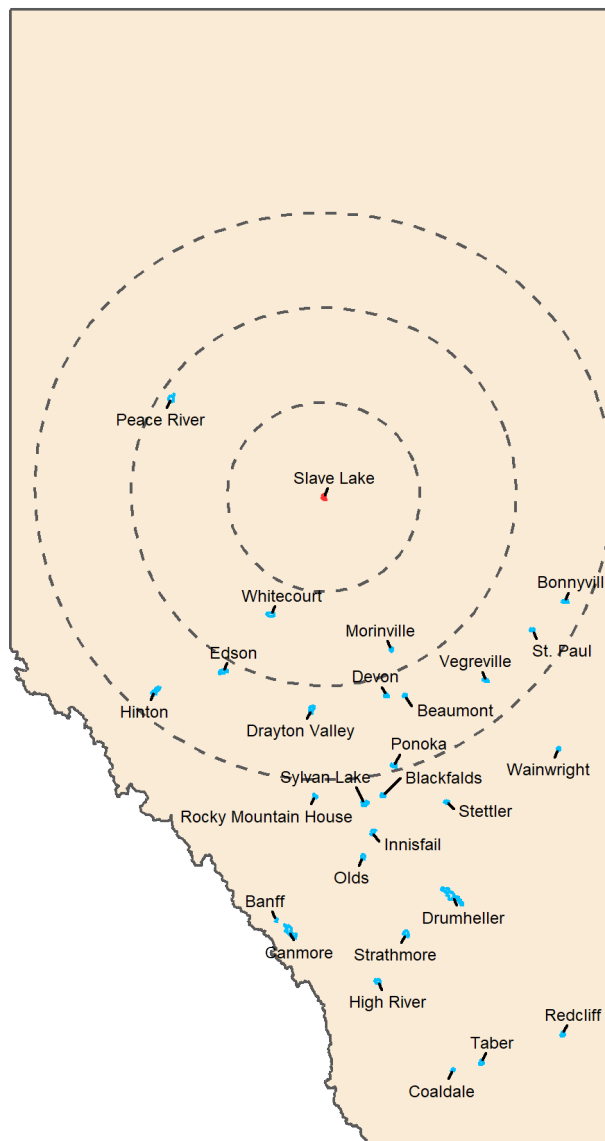 Peace River
Slave Lake
Bonnyvill
Whitecourt
Morinville
St. Paul
Edson
Vegreville
Devon
Hinton
Beaumont
Drayton Valley
Ponoka
Wainwright
Sylvan Lake
Blackfalds
Rocky Mountain House
Stettler
Innisfail
Olds
Banff
Drumheller
Canmore
Strathmore
High River
Redcliff
Taber
Coaldale